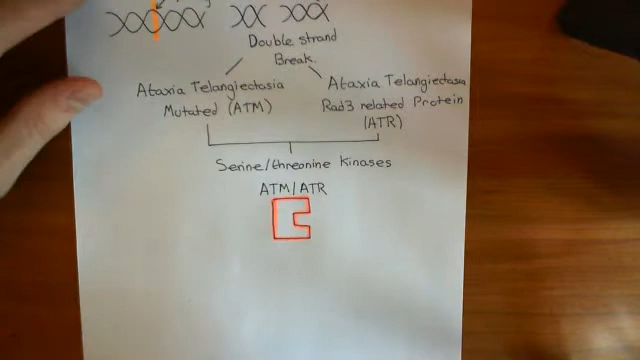 Double strand
Break.
Ataxia Telangiectasia
Mutated (ATM)
Ataxia Telangiectasia
Rad3 related Protein
(ATR)
Serine/threonine Kinases
ATM/ATR